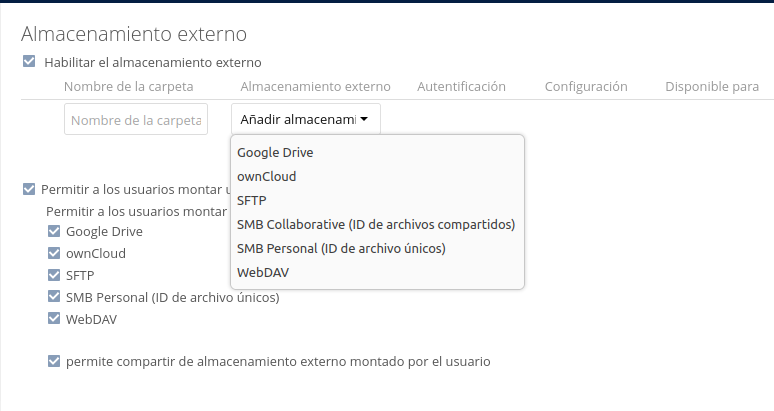 Almacenamiento externo
Habilitar el almacenamiento externo
Nombre de la carpeta Almacenamiento externo Autentificación Configuración Disponible para
Nombre de la carpeta Añadir almacenami
Google Drive
ownCloud
SFTP
SMB Collaborative (ID de archivos compartidos)
SMB Personal (ID de archivo únicos)
WebDAV
Permitir a los usuarios montar
Permitir a los usuarios montar
Google Drive
ownCloud
SFTP
SMB Personal (ID de archivo únicos)
WebDAV
permite compartir de almacenamiento externo montado por el usuario